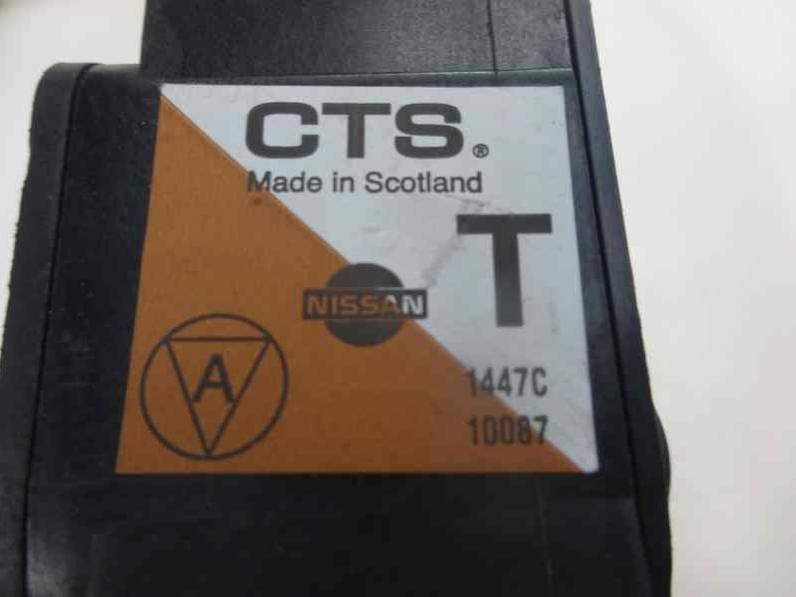 CTS®
Made in Scotland
T
NISSAN
A
1447C
10087